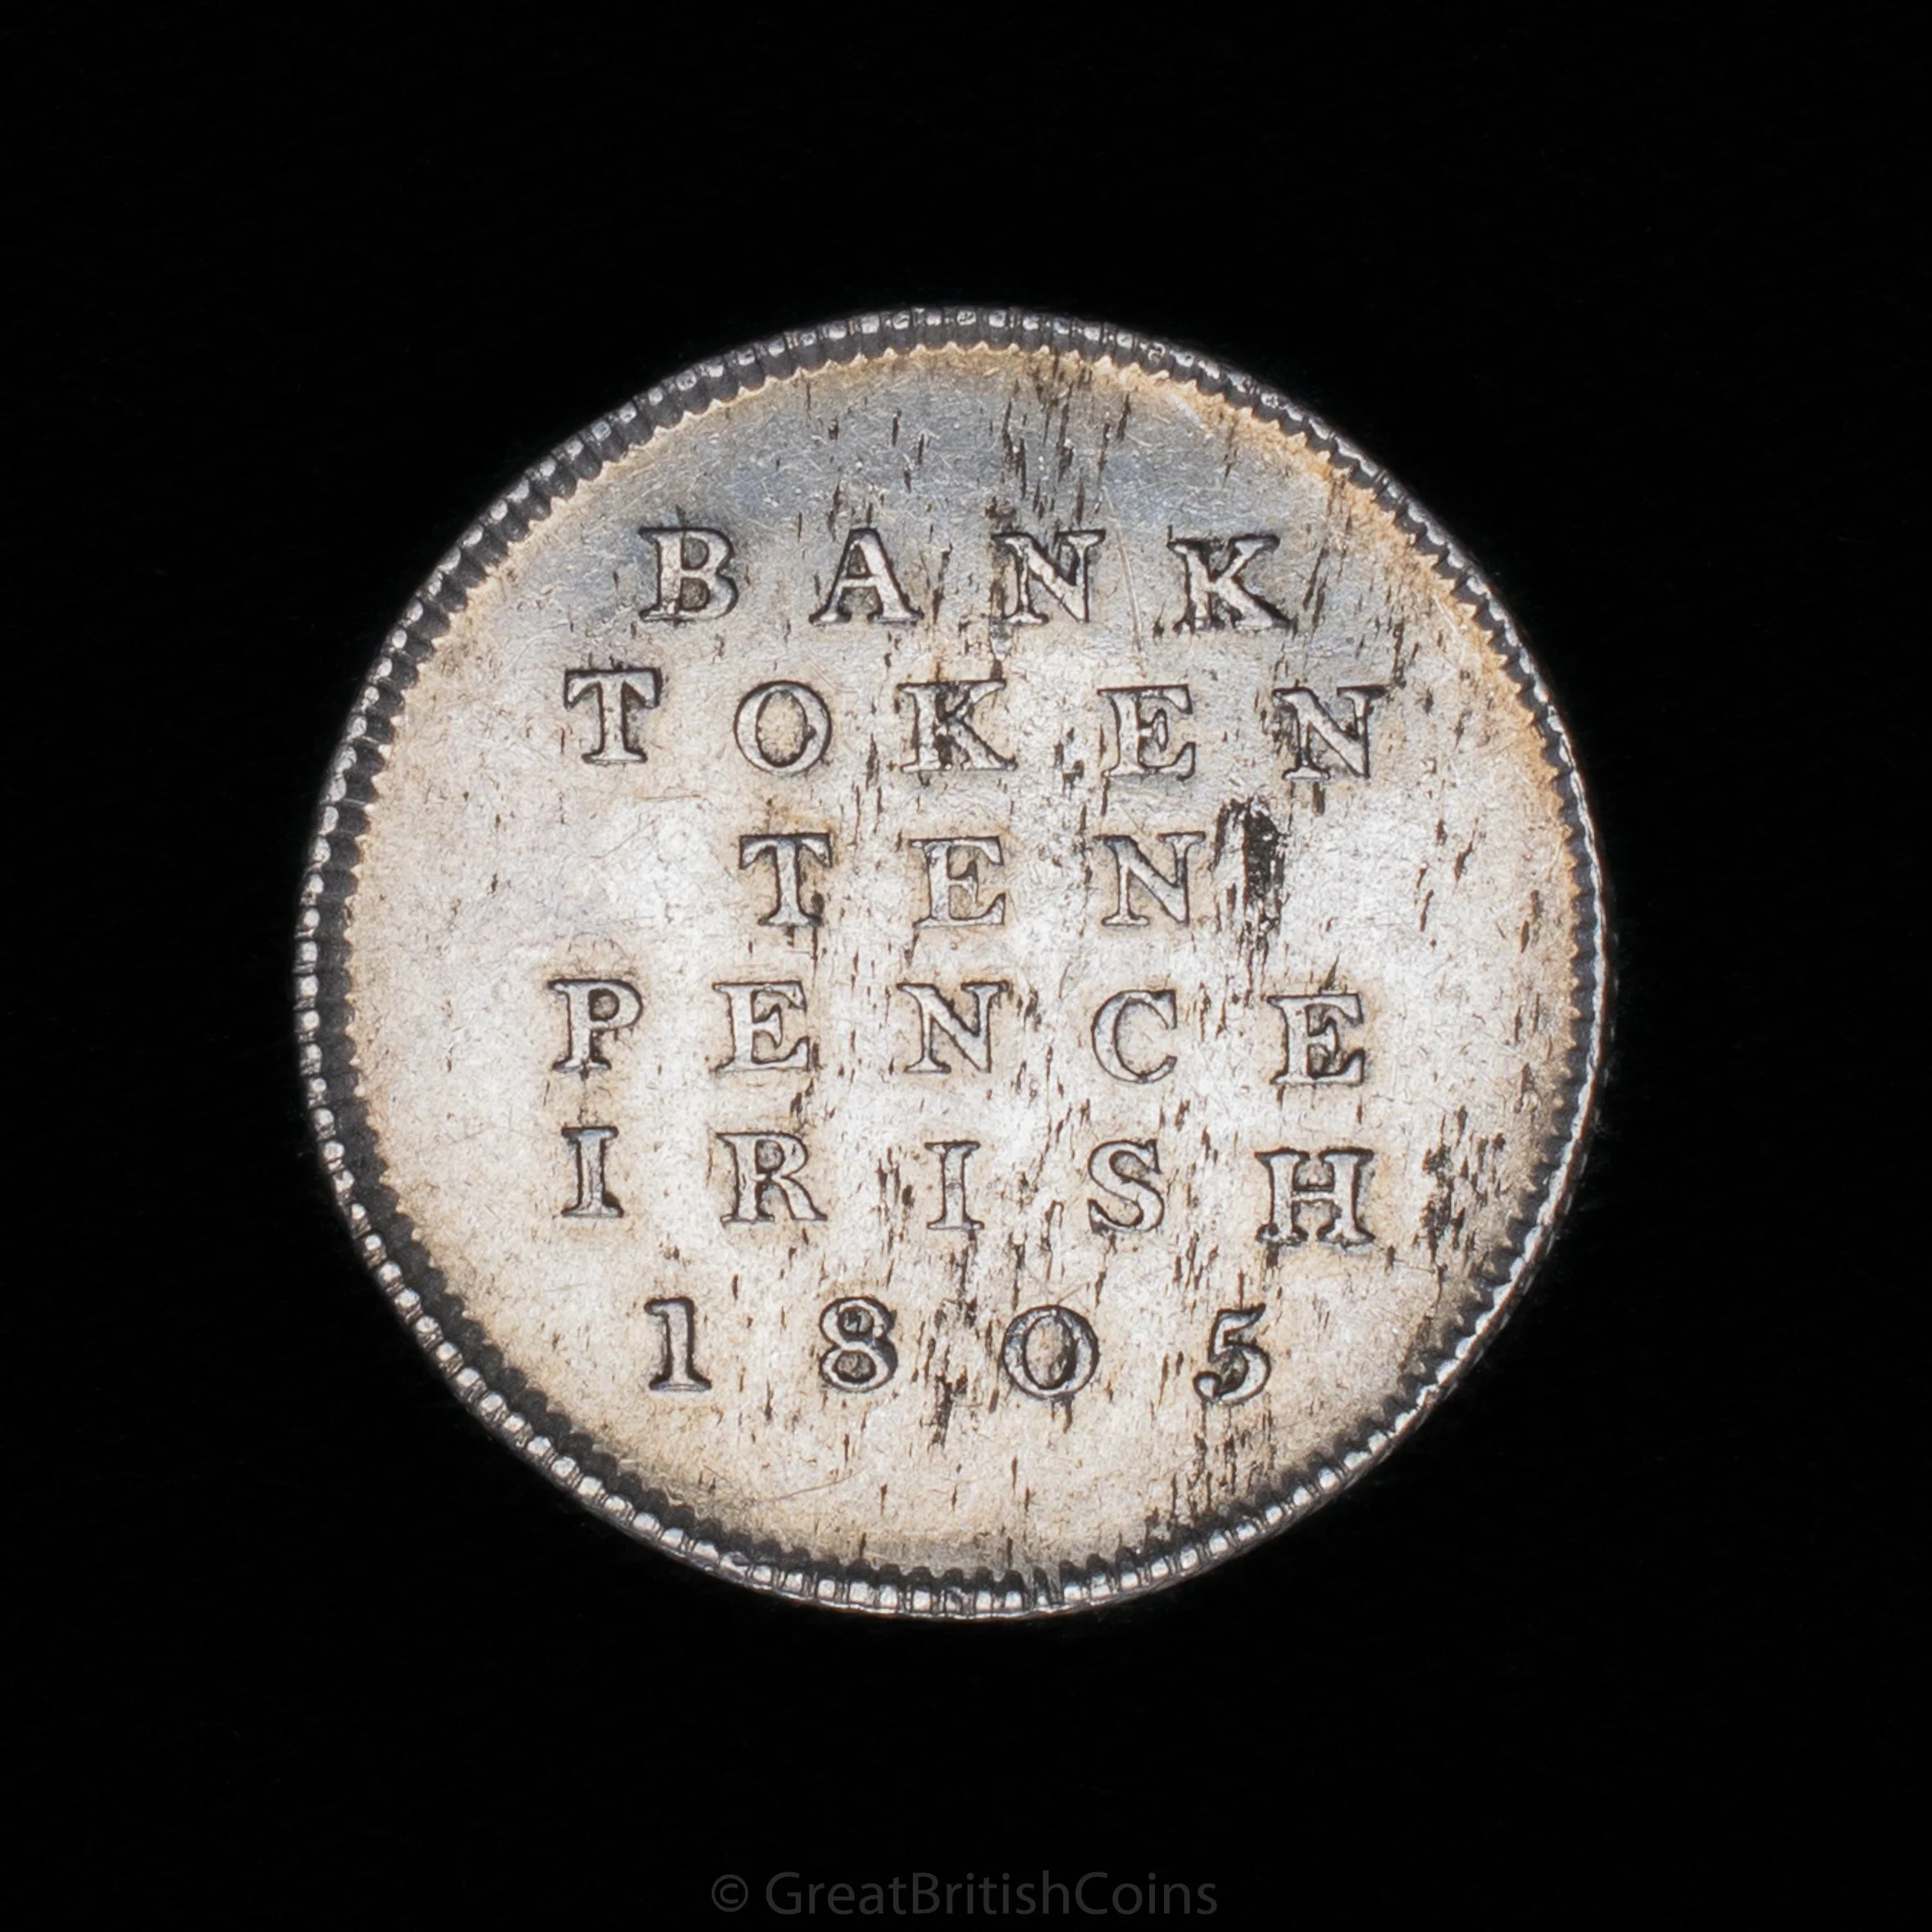 BANK
TOKEN
TEN
PENCE
IRISH
1805
© GreatBritishCoins